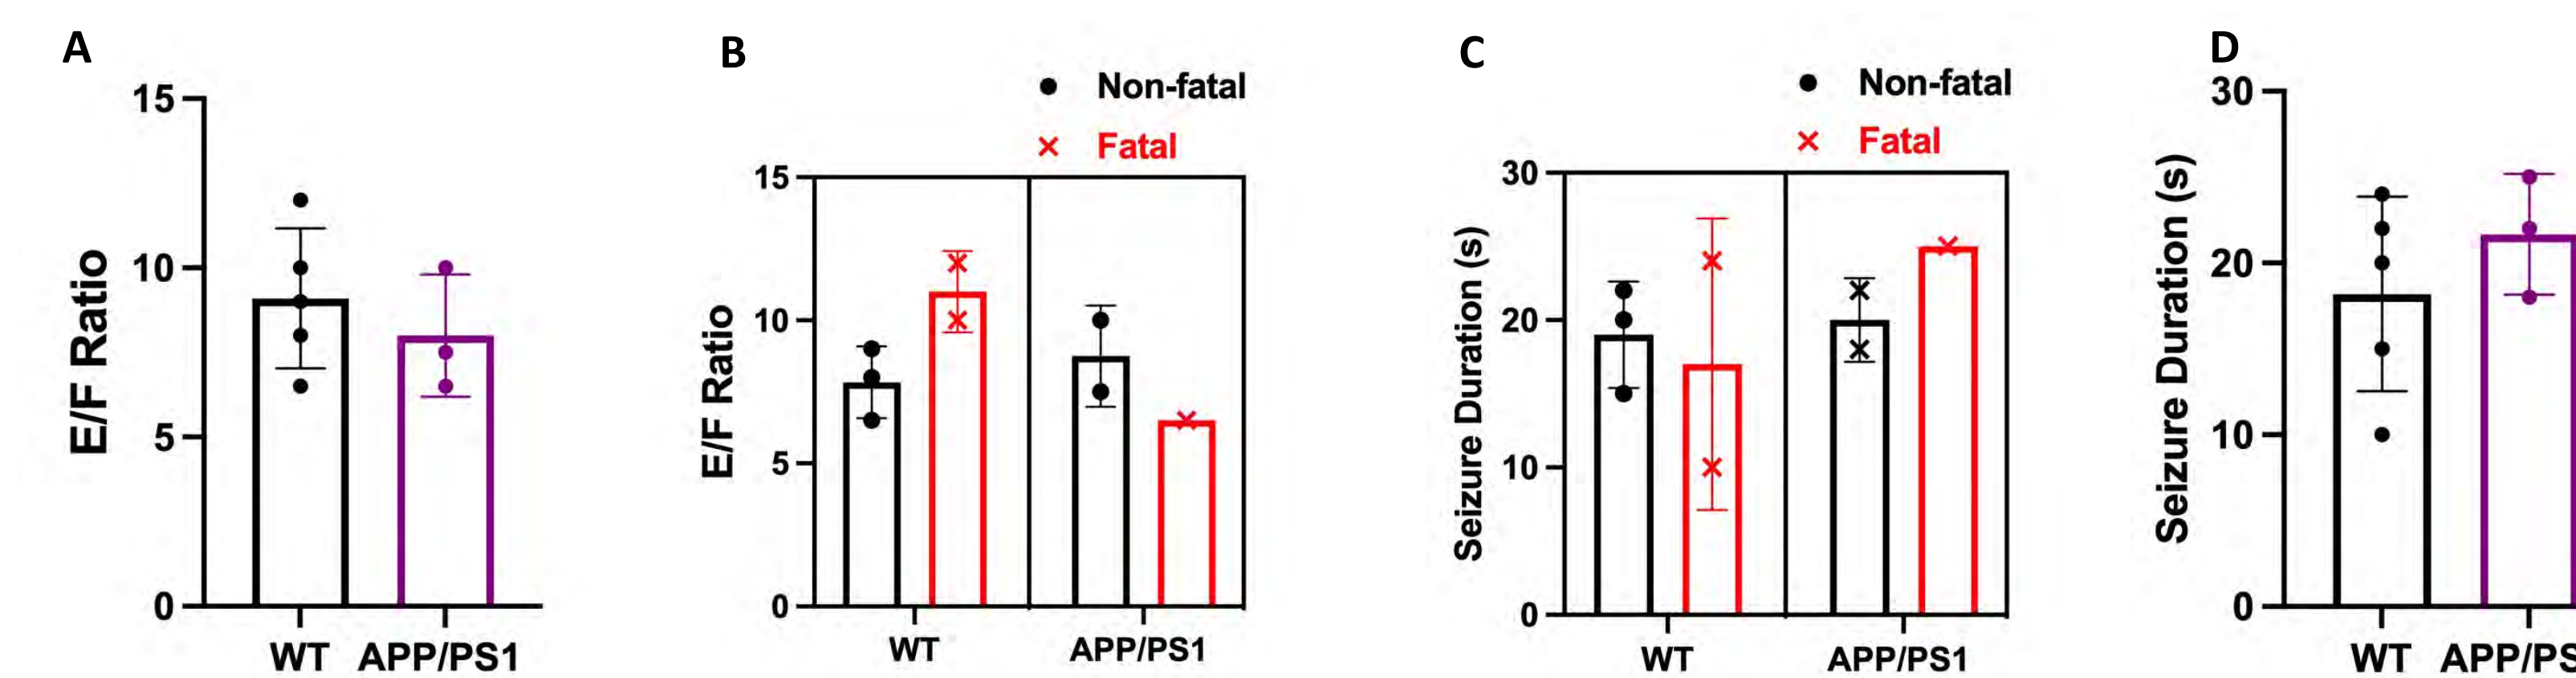 A
15
10
5
0
E/F Ratio
WT APP/PS1
B
Non-fatal
Fatal
15
10
5
0
E/F Ratio
WT APP/PS1
C
Non-fatal
Fatal
30
20
10
0
Seizure Duration (s)
WT APP/PS1
D
30
20
10
0
Seizure Duration (s)
WT APP/PS